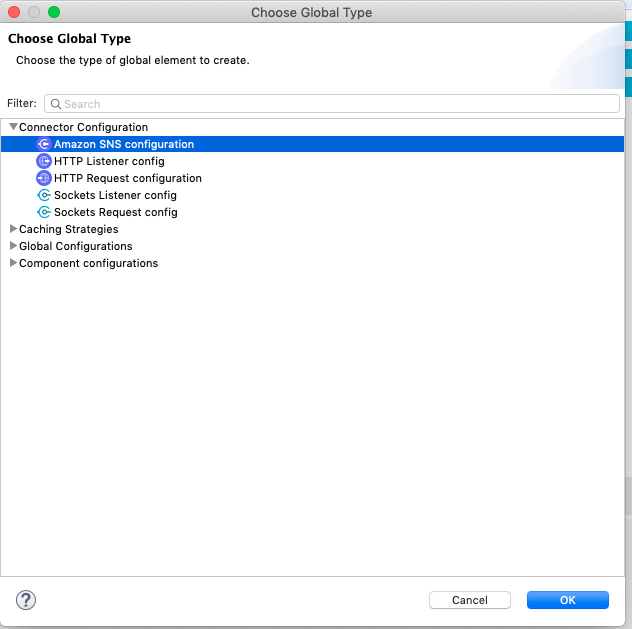 Choose Global Type
Choose Global Type
Choose the type of global element to create.
Filter: Search
Connector Configuration
Amazon SNS configuration
HTTP Listener config
HTTP Request configuration
Sockets Listener config
Sockets Request config
Caching Strategies
Global Configurations
Component configurations
? Cancel OK